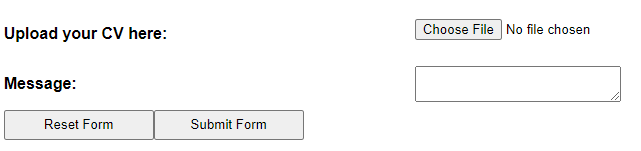 Upload your CV here: Choose File No file chosen
Message:
Reset Form Submit Form